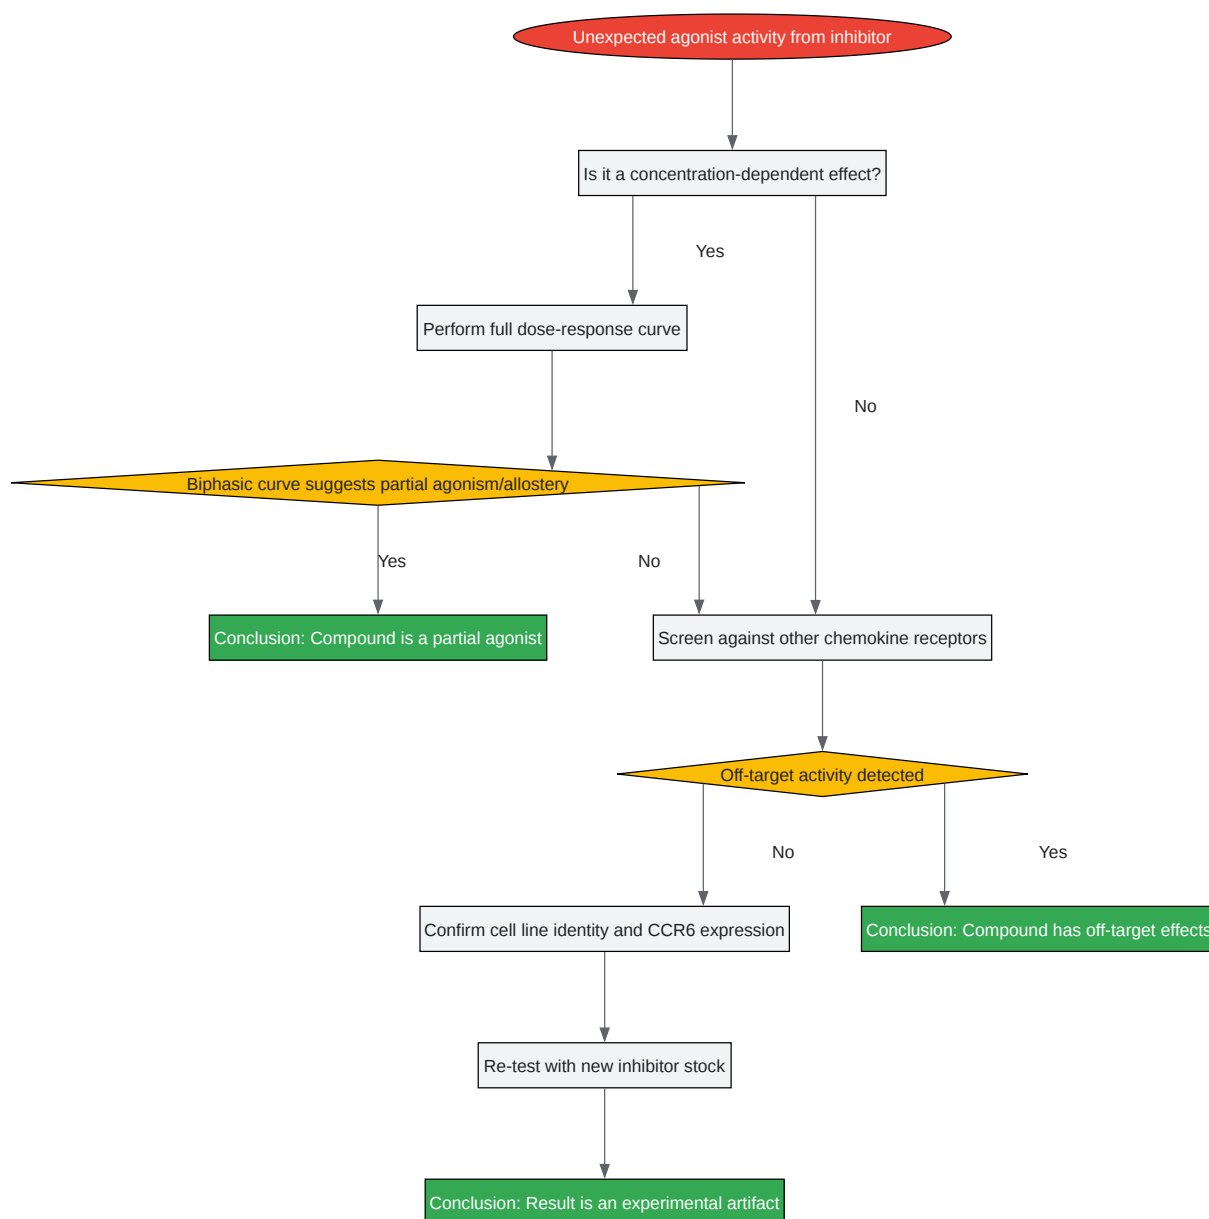 Unexpected agonist activity from inhibitor
Is it a concentration-dependent effect?
Yes
Perform full dose-response curve
No
Biphasic curve suggests partial agonism/allostery
Yes
No
Conclusion: Compound is a partial agonist
Screen against other chemokine receptors
Off-target activity detected
No
Yes
Confirm cell line identity and CCR6 expression
Conclusion: Compound has off-target effects
Re-test with new inhibitor stock
Conclusion: Result is an experimental artifact